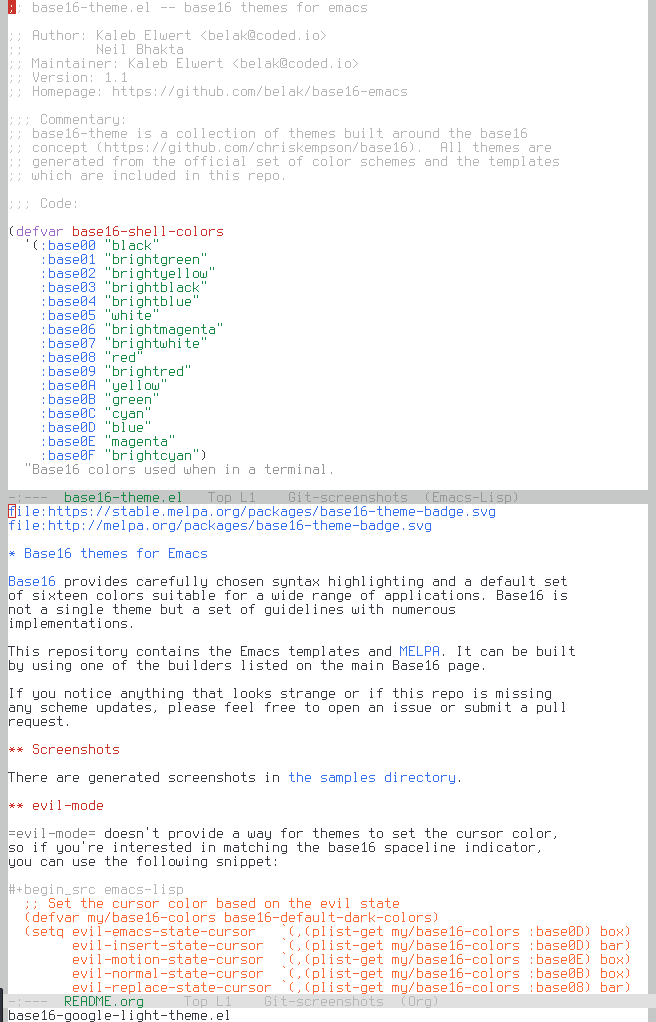 ;; base16-theme.el -- base16 themes for emacs

;; Author: Kaleb Elwert <belak@coded.io>
;;         Neil Bhakta
;; Maintainer: Kaleb Elwert <belak@coded.io>
;; Version: 1.1
;; Homepage: https://github.com/belak/base16-emacs

;;; Commentary:
;; base16-theme is a collection of themes built around the base16
;; concept (https://github.com/chriskempson/base16).  All themes are
;; generated from the official set of color schemes and the templates
;; which are included in this repo.

;;; Code:

(defvar base16-shell-colors
  '(:base00 "black"
    :base01 "brightgreen"
    :base02 "brightyellow"
    :base03 "brightblack"
    :base04 "brightblue"
    :base05 "white"
    :base06 "brightmagenta"
    :base07 "brightwhite"
    :base08 "red"
    :base09 "brightred"
    :base0A "yellow"
    :base0B "green"
    :base0C "cyan"
    :base0D "blue"
    :base0E "magenta"
    :base0F "brightcyan")
  "Base16 colors used when in a terminal.

-:---  base16-theme.el   Top L1    Git-screenshots  (Emacs-Lisp)
file:https://stable.melpa.org/packages/base16-theme-badge.svg
file:http://melpa.org/packages/base16-theme-badge.svg

* Base16 themes for Emacs

Base16 provides carefully chosen syntax highlighting and a default set
of sixteen colors suitable for a wide range of applications. Base16 is
not a single theme but a set of guidelines with numerous
implementations.

This repository contains the Emacs templates and MELPA. It can be built
by using one of the builders listed on the main Base16 page.

If you notice anything that looks strange or if this repo is missing
any scheme updates, please feel free to open an issue or submit a pull
request.

** Screenshots

There are generated screenshots in the samples directory.

** evil-mode

=evil-mode= doesn't provide a way for themes to set the cursor color,
so if you're interested in matching the base16 spaceline indicator,
you can use the following snippet:

#+begin_src emacs-lisp
  ;; Set the cursor color based on the evil state
  (defvar my/base16-colors base16-default-dark-colors)
  (setq evil-emacs-state-cursor   `(,(plist-get my/base16-colors :base0D) box)
        evil-insert-state-cursor  `(,(plist-get my/base16-colors :base0D) bar)
        evil-motion-state-cursor  `(,(plist-get my/base16-colors :base0E) box)
        evil-normal-state-cursor  `(,(plist-get my/base16-colors :base0B) box)
        evil-replace-state-cursor `(,(plist-get my/base16-colors :base08) bar)
-:---  README.org     Top L1    Git-screenshots  (Org)
base16-google-light-theme.el